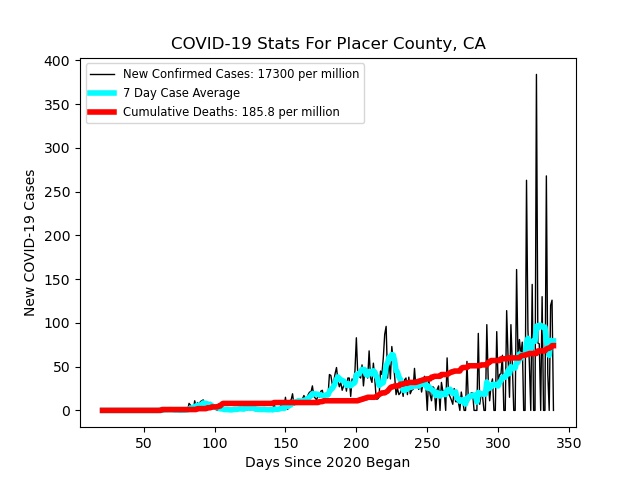 COVID-19 Stats For Placer County, CA
New Confirmed Cases: 17300 per million
7 Day Case Average
Cumulative Deaths: 185.8 per million
New COVID-19 Cases
400
350
300
250
200
150
100
50
0
50 100 150 200 250 300 350
Days Since 2020 Began